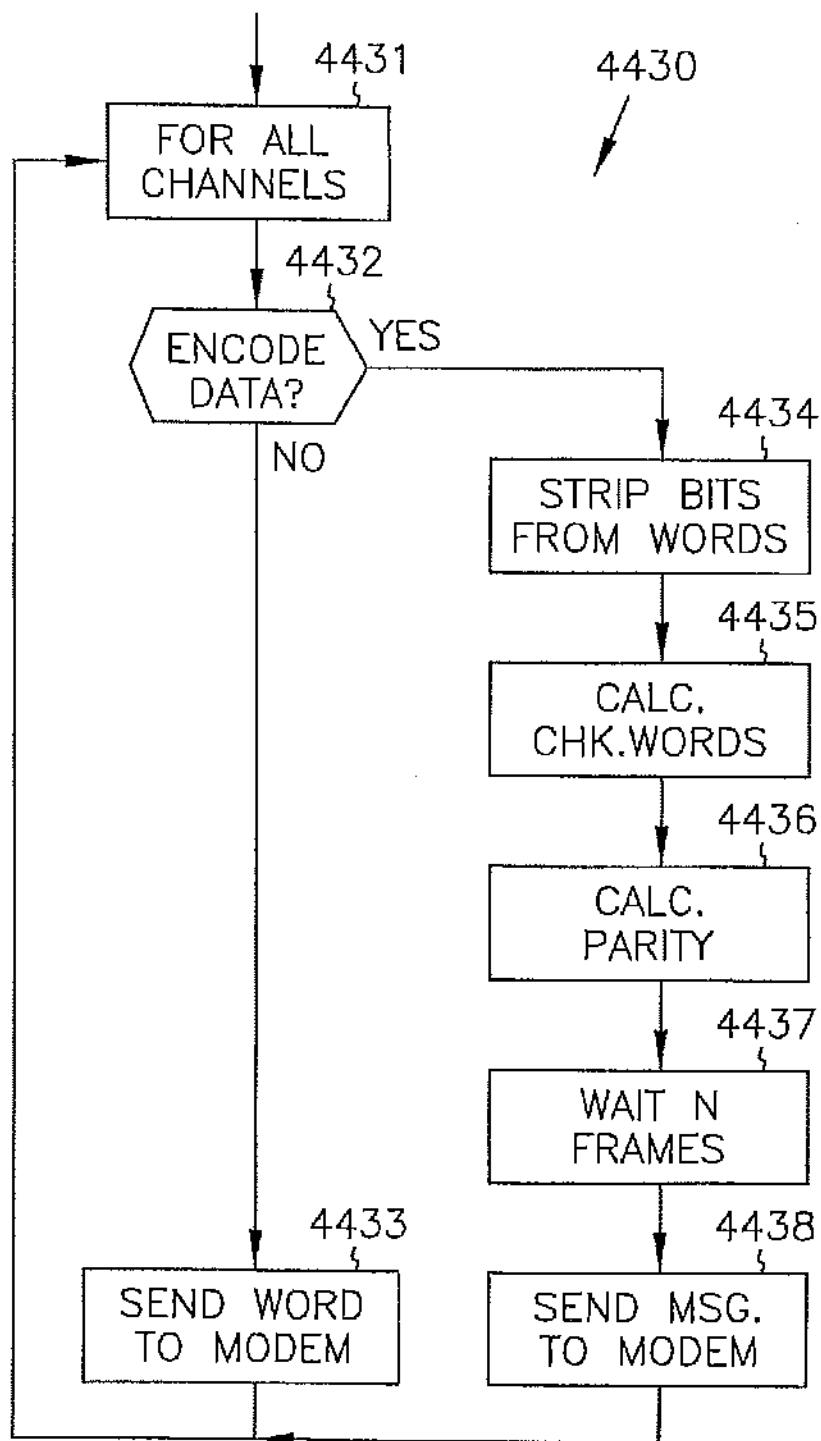 4431
4430
FOR ALL
CHANNELS
4432
ENCODE
DATA?
YES
NO
4434
STRIP BITS
FROM WORDS
4435
CALC.
CHK.WORDS
4436
CALC.
PARITY
4437
WAIT N
FRAMES
4433
SEND WORD
TO MODEM
4438
SEND MSG.
TO MODEM